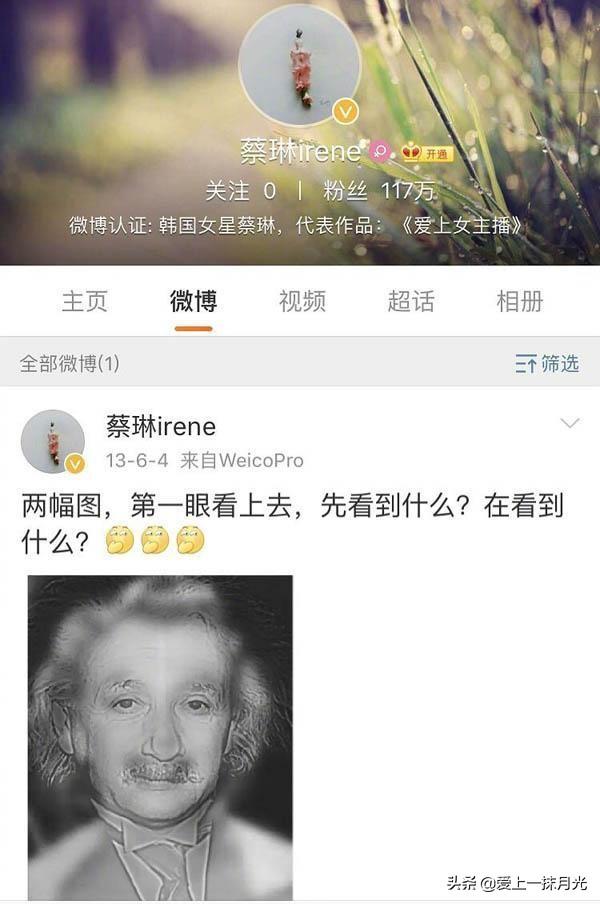 蔡琳irene
开通
关注 0 | 粉丝 117万
微博认证: 韩国女星蔡琳，代表作品：《爱上女主播》
主页 微博 视频 超话 相册
全部微博(1) 筛选
蔡琳irene
13-6-4 来自WeicoPro
两幅图，第一眼看上去，先看到什么？在看到
什么？
头条 @爱上一抹月光